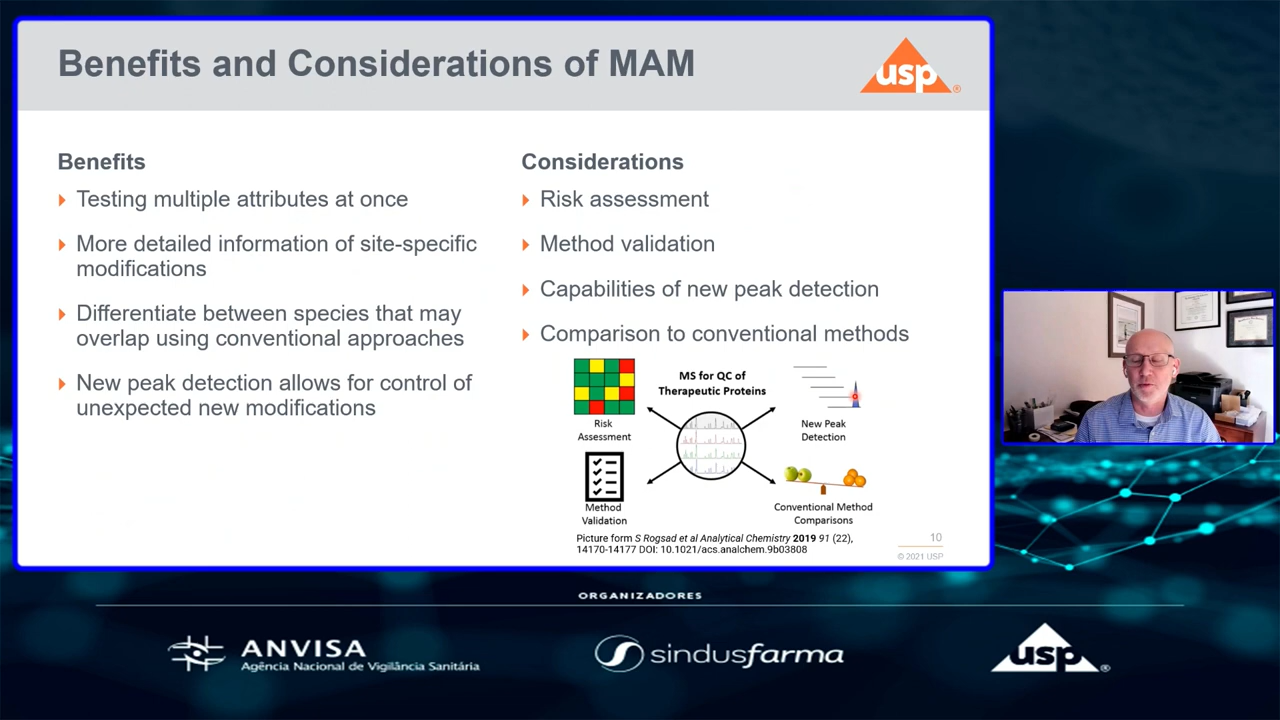 Benefits and Considerations of MAM
usp®
Benefits
Testing multiple attributes at once
More detailed information of site-specific
modifications
Differentiate between species that may
overlap using conventional approaches
New peak detection allows for control of
unexpected new modifications
Considerations
Risk assessment
Method validation
Capabilities of new peak detection
Comparison to conventional methods
MS for QC of
Therapeutic Proteins
Risk
Assessment
New Peak
Detection
Method
Validation
Conventional Method
Comparisons
Picture form S Rogsad et al Analytical Chemistry 2019 91 (22),
14170-14177 DOI: 10.1021/acs.analchem.9b03808
10
© 2021 USP
ORGANIZADORES
ANVISA
Agência Nacional de Vigilância Sanitária
sindusfarma
usp®